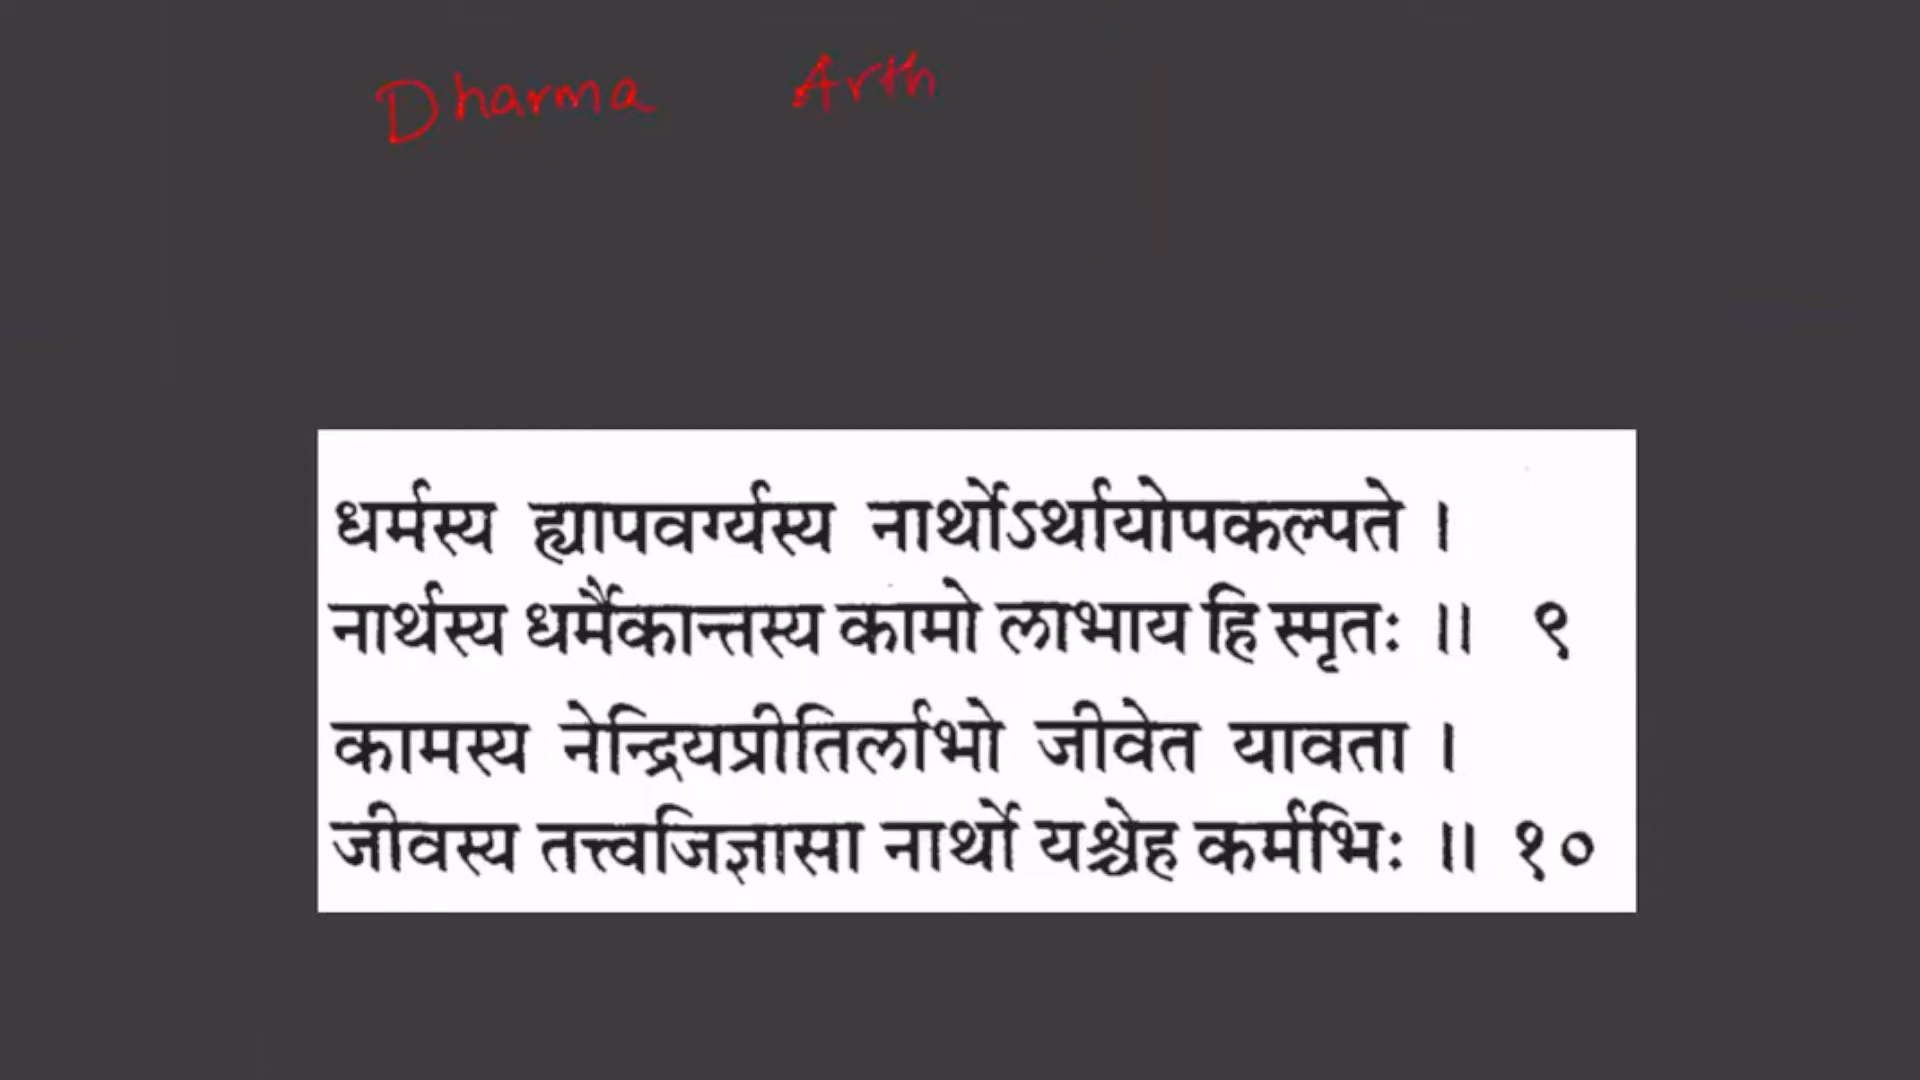 Dharma Arth
धर्मस्य ह्यापवर्ग्यस्य नार्थोऽर्थायोपकल्पते ।
नार्थस्य धर्मैकान्तस्य कामो लाभाय हि स्मृतः ॥ ९
कामस्य नेन्द्रियप्रीतिर्लाभो जीवेत यावता ।
जीवस्य तत्त्वजिज्ञासा नार्थो यश्चेह कर्मभिः ॥ १०